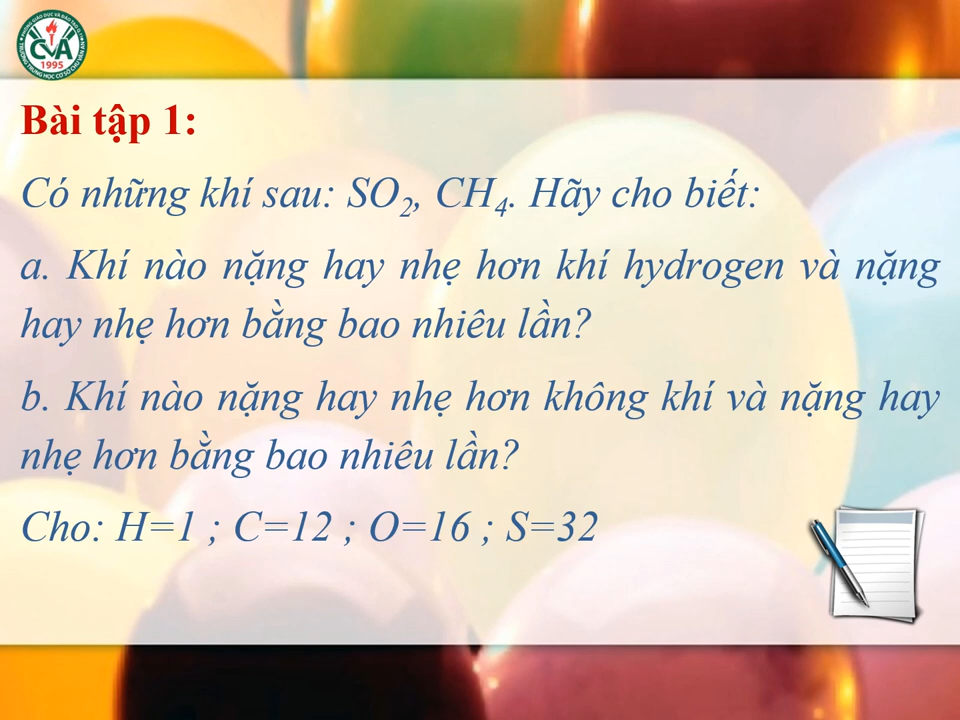 CVA
1995
Bài tập 1:
Có những khí sau: SO₂, CH₄. Hãy cho biết:
a. Khí nào nặng hay nhẹ hơn khí hydrogen và nặng
hay nhẹ hơn bằng bao nhiêu lần?
b. Khí nào nặng hay nhẹ hơn không khí và nặng hay
nhẹ hơn bằng bao nhiêu lần?
Cho: H=1 ; C=12 ; O=16 ; S=32